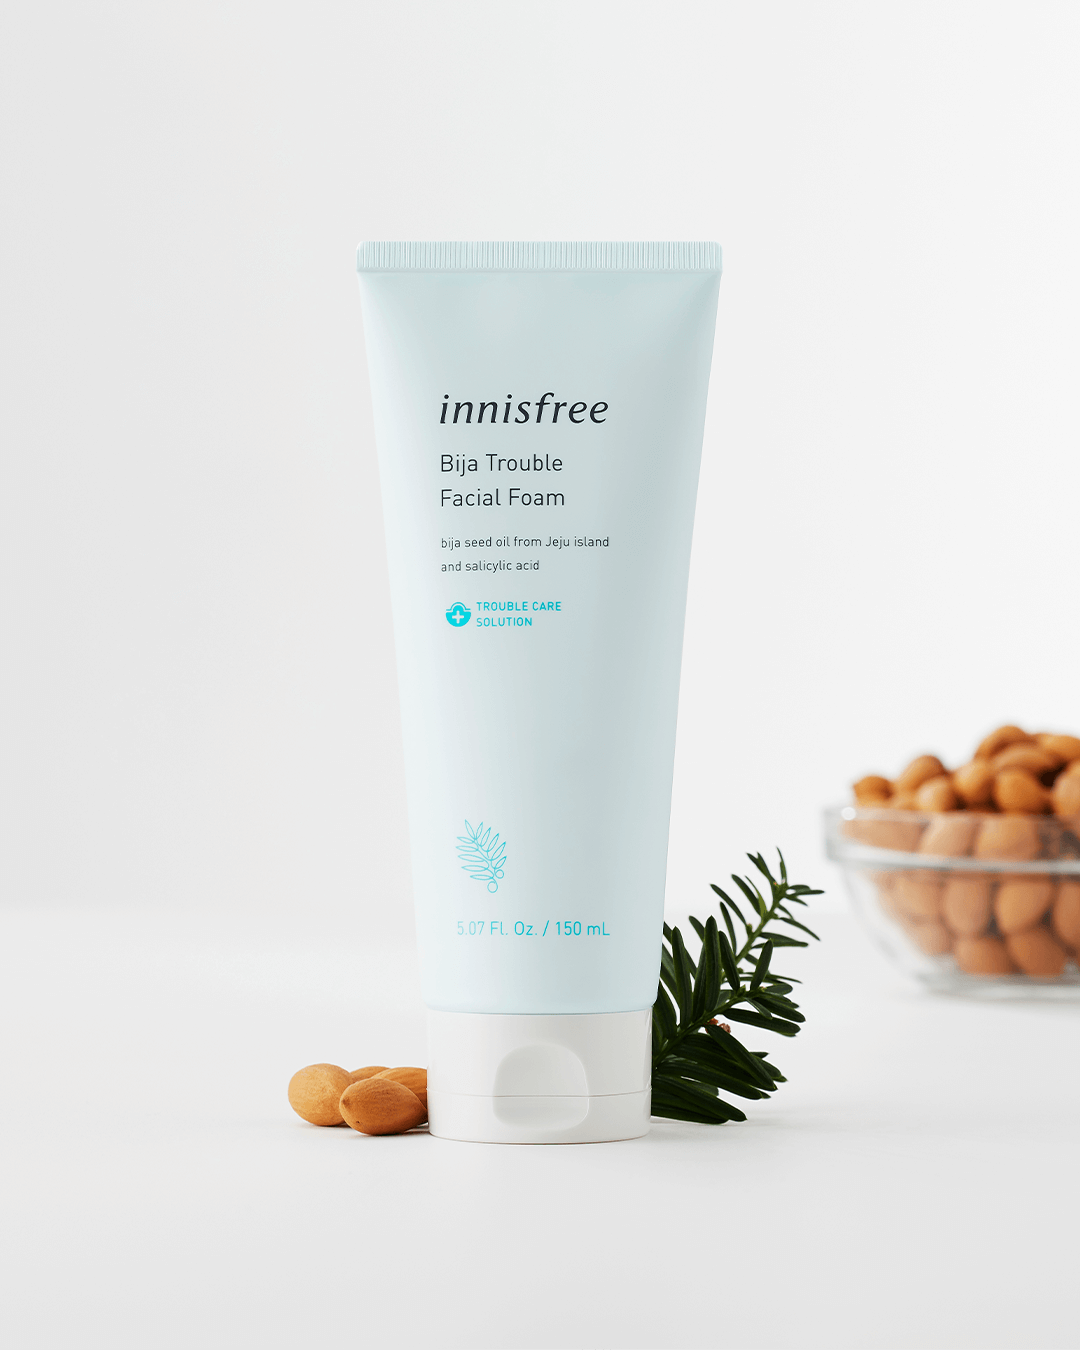 innisfree
Bija Trouble
Facial Foam
bija seed oil from Jeju island
and salicylic acid
TROUBLE CARE
SOLUTION
5.07 Fl. Oz. / 150 mL